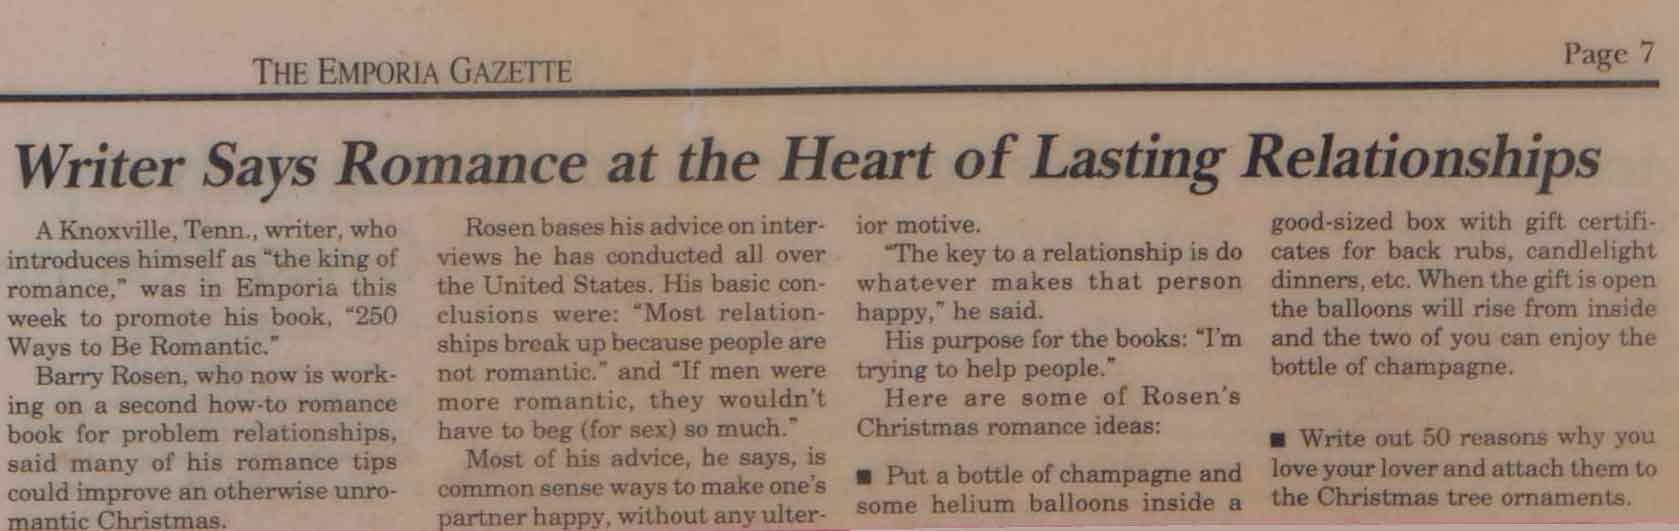 THE EMPORIA GAZETTE
Page 7
Writer Says Romance at the Heart of Lasting Relationships
A Knoxville, Tenn., writer, who
introduces himself as "the king of
romance," was in Emporia this
week to promote his book, "250
Ways to Be Romantic."
Barry Rosen, who now is work-
ing on a second how-to romance
book for problem relationships,
said many of his romance tips
could improve an otherwise unro-
mantic Christmas.
Rosen bases his advice on inter-
views he has conducted all over
the United States. His basic con-
clusions were: "Most relation-
ships break up because people are
not romantic." and "If men were
more romantic, they wouldn't
have to beg (for sex) so much."
Most of his advice, he says, is
common sense ways to make one's
partner happy, without any ulter-
ior motive.
"The key to a relationship is do
whatever makes that person
happy," he said.
His purpose for the books: "I'm
trying to help people."
Here are some of Rosen's
Christmas romance ideas:
■ Put a bottle of champagne and
some helium balloons inside a
good-sized box with gift certifi-
cates for back rubs, candlelight
dinners, etc. When the gift is open
the balloons will rise from inside
and the two of you can enjoy the
bottle of champagne.
■ Write out 50 reasons why you
love your lover and attach them to
the Christmas tree ornaments.